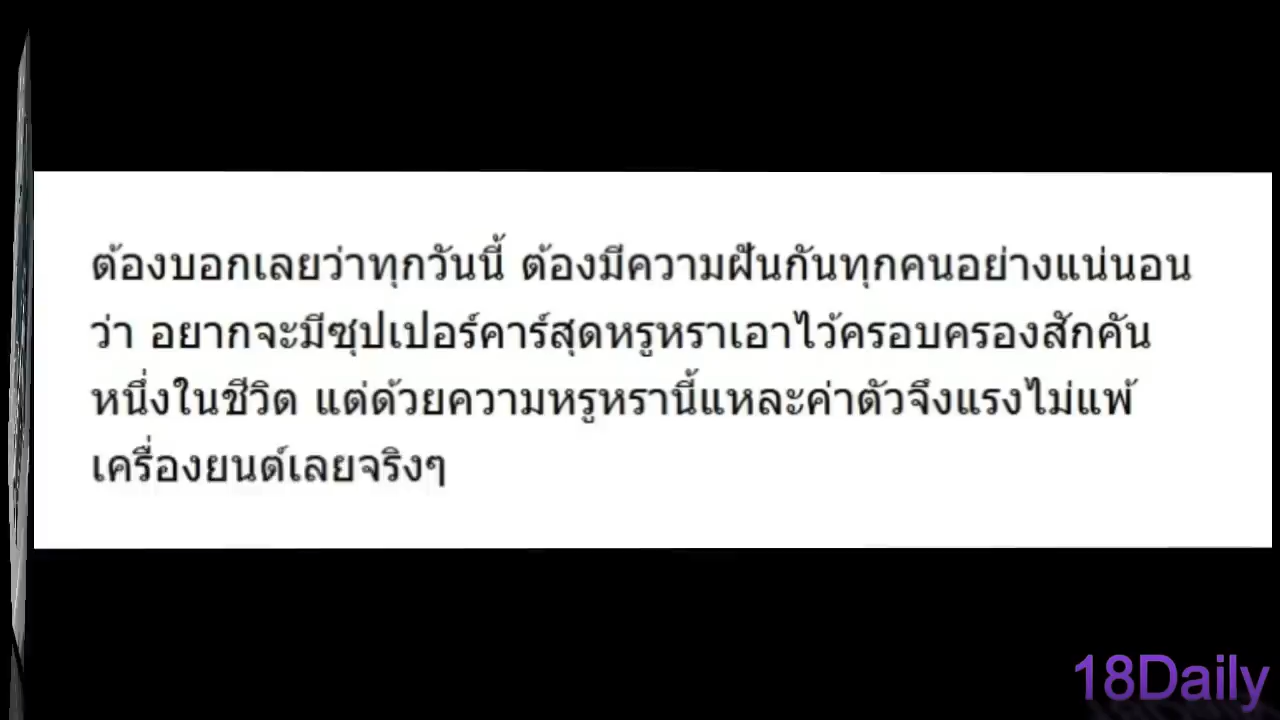 ต้องบอกเลยว่าทุกวันนี้ ต้องมีความฝันกันทุกคนอย่างแน่นอน
ว่า อยากจะมีซุปเปอร์คาร์สุดหรูหราเอาไว้ครอบครองสักคัน
หนึ่งในชีวิต แต่ด้วยความหรูหรานี้แหละค่าตัวจึงแรงไม่แพ้
เครื่องยนต์เลยจริงๆ
18Daily